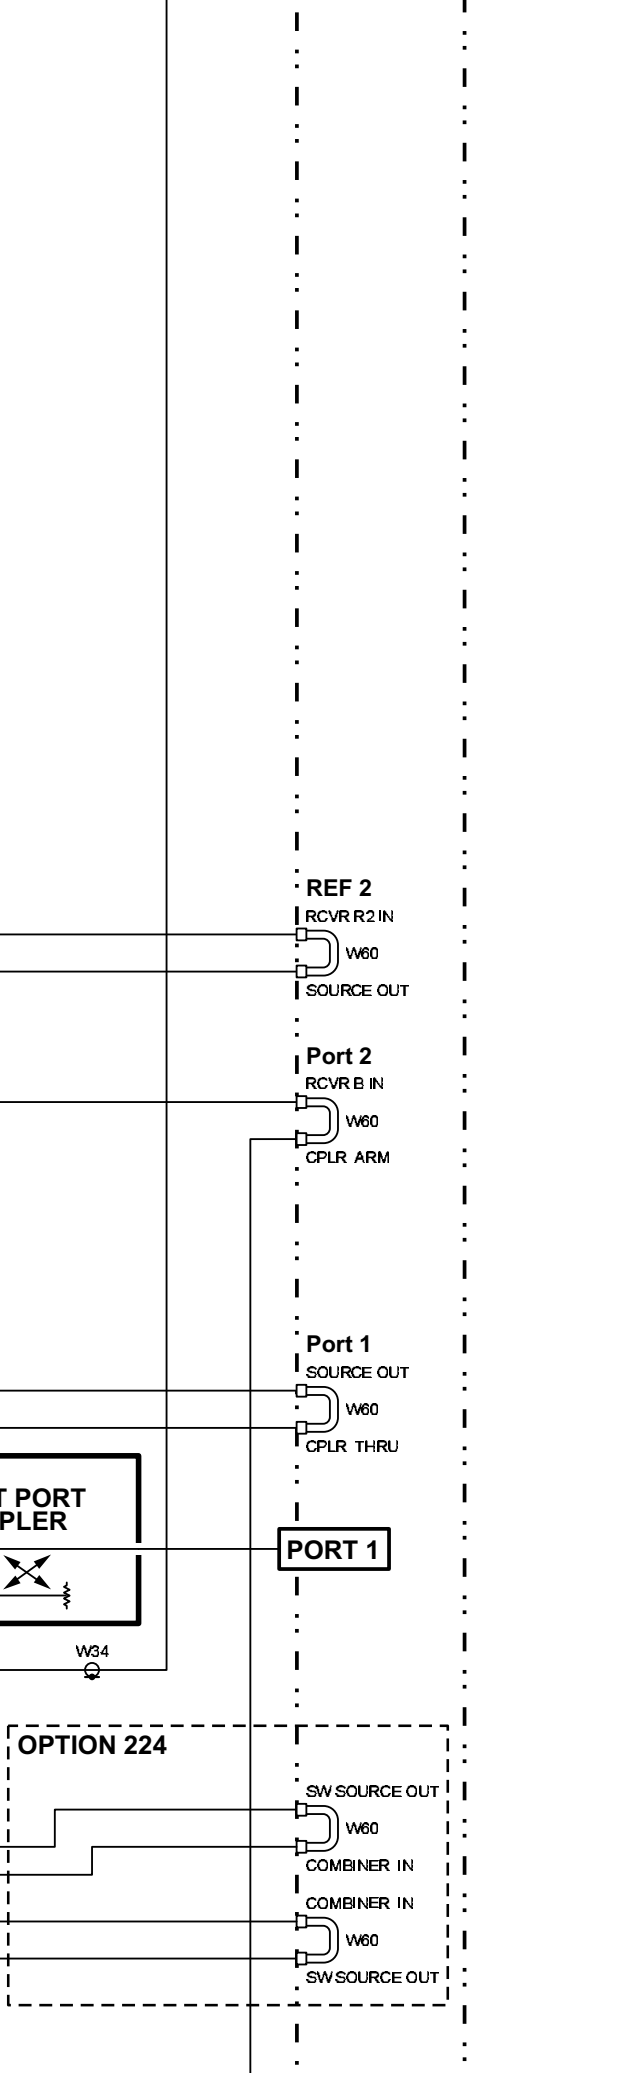 REF 2
RCVR R2 IN
W60
SOURCE OUT
Port 2
RCVR B IN
W60
CPLR ARM
Port 1
SOURCE OUT
W60
CPLR THRU
T PORT
PLER
PORT 1
W34
OPTION 224
SW SOURCE OUT
W60
COMBINER IN
COMBINER IN
W60
SW SOURCE OUT